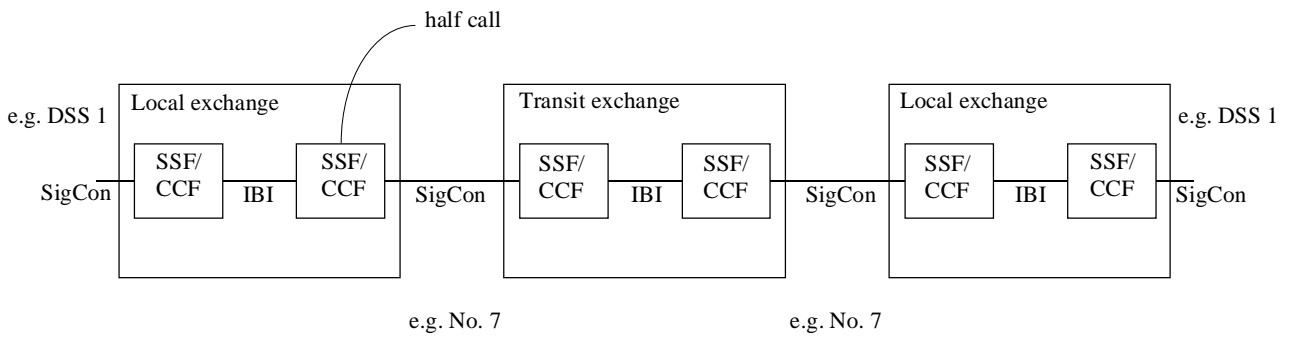 half call
e.g. DSS 1
Local exchange
Transit exchange
Local exchange
e.g. DSS 1
SSF/
CCF
SSF/
CCF
SSF/
CCF
SSF/
CCF
SSF/
CCF
SSF/
CCF
SigCon
IBI
SigCon
IBI
SigCon
IBI
SigCon
e.g. No. 7
e.g. No. 7